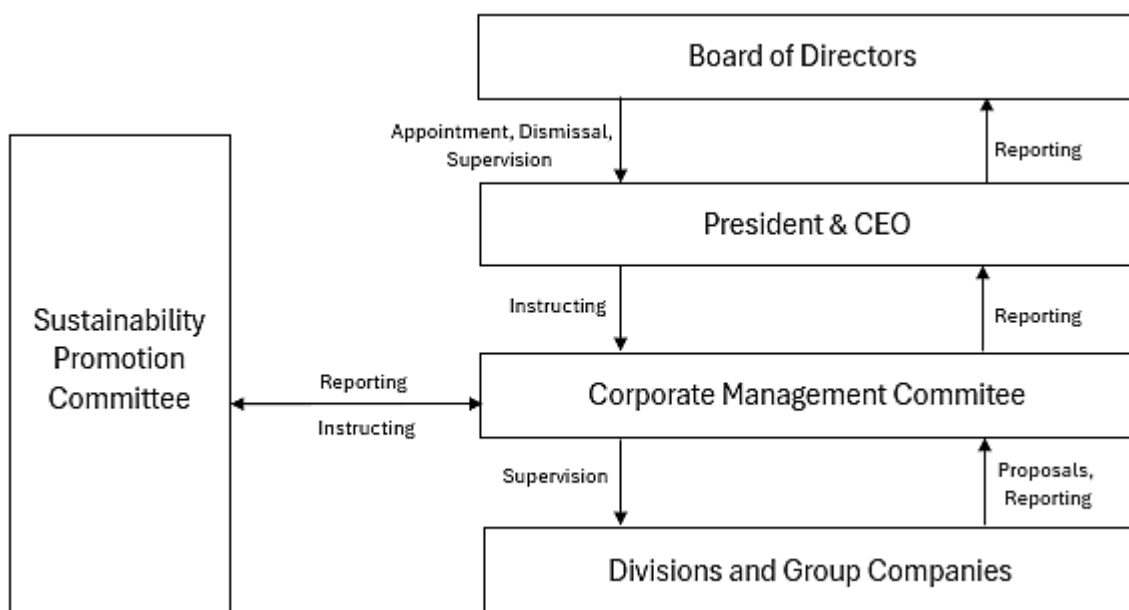 Board of Directors
Appointment, Dismissal,
Supervision
Reporting
President & CEO
Instructing
Reporting
Sustainability
Promotion
Committee
Reporting
Instructing
Corporate Management Commitee
Supervision
Proposals,
Reporting
Divisions and Group Companies